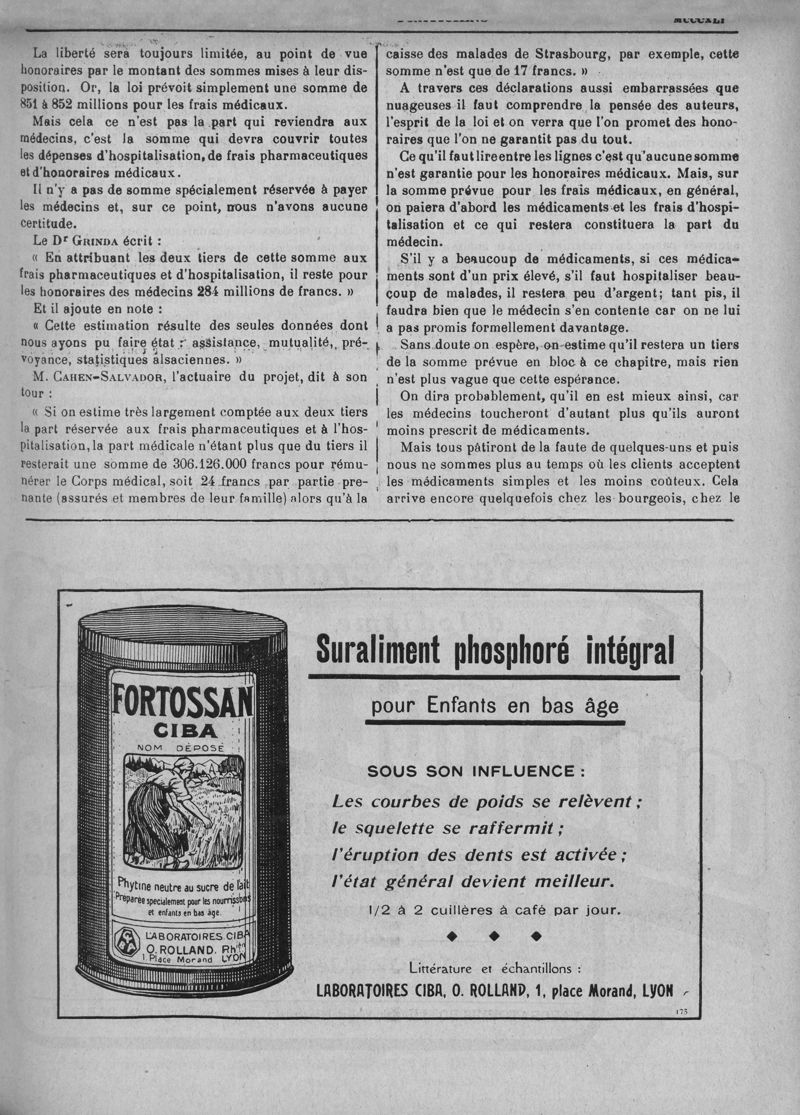 La liberté sera toujours limitée, au point de vue
honoraires par le montant des sommes mises à leur dis-
position. Or, la loi prévoit simplement une somme de
851 à 852 millions pour les frais médicaux.
Mais cela ce n'est pas la part qui reviendra aux
médecins, c'est la somme qui devra couvrir toutes
les dépenses d'hospitalisation, de frais pharmaceutiques
et d'honoraires médicaux.
Il n'y a pas de somme spécialement réservée à payer
les médecins et, sur ce point, nous n'avons aucune
certitude.
Le Dr GRINDA écrit :
« En attribuant les deux tiers de cette somme aux
frais pharmaceutiques et d'hospitalisation, il reste pour
les honoraires des médecins 284 millions de francs. »
Et il ajoute en note :
« Cette estimation résulte des seules données dont
nous ayons pu faire état : assistance, mutualité, pré-
voyance, statistiques alsaciennes. »
M. CAHEN-SALVADOR, l'actuaire du projet, dit à son
tour :
« Si on estime très largement comptée aux deux tiers
la part réservée aux frais pharmaceutiques et à l'hos-
pitalisation, la part médicale n'étant plus que du tiers il
resterait une somme de 306.126.000 francs pour rému-
nérer le Corps médical, soit 24 francs par partie pre-
nante (assurés et membres de leur famille) alors qu'à la
caisse des malades de Strasbourg, par exemple, cette
somme n'est que de 17 francs. »
A travers ces déclarations aussi embarrassées que
nuageuses il faut comprendre la pensée des auteurs,
l'esprit de la loi et on verra que l'on promet des hono-
raires que l'on ne garantit pas du tout.
Ce qu'il faut lire entre les lignes c'est qu'aucune somme
n'est garantie pour les honoraires médicaux. Mais, sur
la somme prévue pour les frais médicaux, en général,
on paiera d'abord les médicaments et les frais d'hospi-
talisation et ce qui restera constituera la part du
médecin.
S'il y a beaucoup de médicaments, si ces médica-
ments sont d'un prix élevé, s'il faut hospitaliser beau-
coup de malades, il restera peu d'argent; tant pis, il
faudra bien que le médecin s'en contente car on ne lui
a pas promis formellement davantage.
Sans doute on espère, on estime qu'il restera un tiers
de la somme prévue en bloc à ce chapitre, mais rien
n'est plus vague que cette espérance.
On dira probablement, qu'il en est mieux ainsi, car
les médecins toucheront d'autant plus qu'ils auront
moins prescrit de médicaments.
Mais tous pâtiront de la faute de quelques-uns et puis
nous ne sommes plus au temps où les clients acceptent
les médicaments simples et les moins coûteux. Cela
arrive encore quelquefois chez les bourgeois, chez le
FORTOSSAN
CIBA
NOM DÉPOSÉ
Phytine neutre au sucre de lait
Préparée specialement pour les nourrissons
et enfants en bas âge.
LABORATOIRES CIBA
O. ROLLAND, Phien
1, Place Morand LYON
Suraliment phosphoré intégral
pour Enfants en bas âge
SOUS SON INFLUENCE :
Les courbes de poids se relèvent ;
le squelette se raffermit ;
l'éruption des dents est activée ;
l'état général devient meilleur.
1/2 à 2 cuillères à café par jour.
Littérature et échantillons :
LABORATOIRES CIBA, O. ROLLAND, 1, place Morand, LYON
175